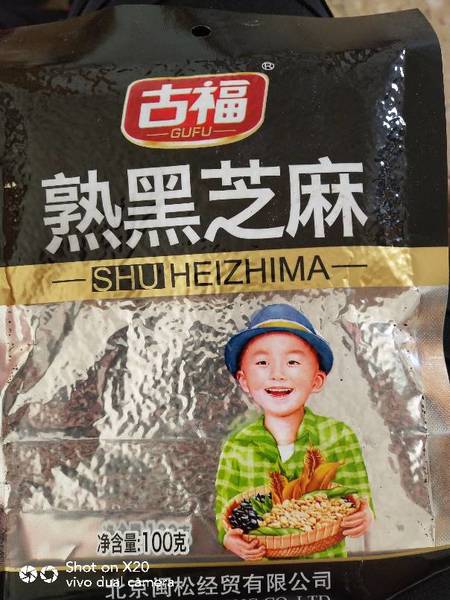 古福®
GUFU
熟黑芝麻
SHU HEIZHIMA
净含量:100克
Shot on X20
vivo dual camera
北京闽松经贸有限公司